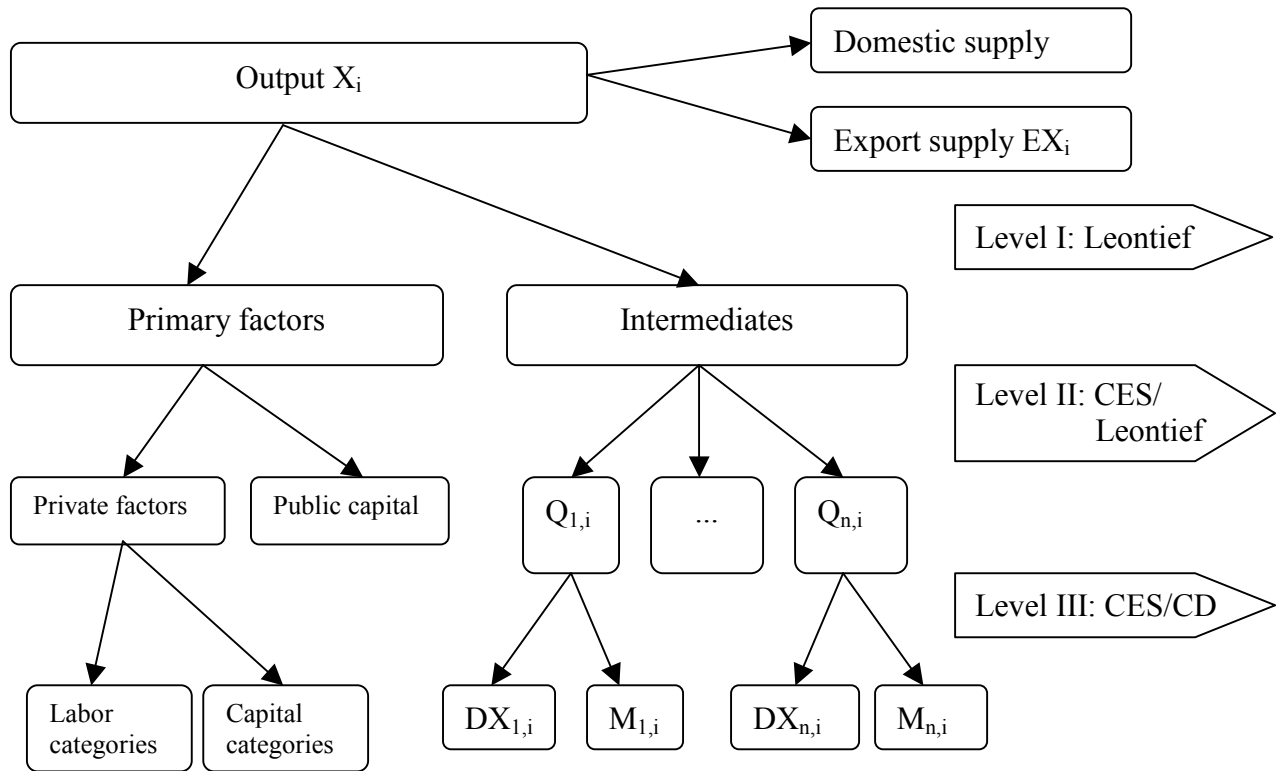 Domestic supply
Output Xᵢ
Export supply EXᵢ
Level I: Leontief
Primary factors
Intermediates
Level II: CES/
Leontief
Private factors
Public capital
Q₁,ᵢ
...
Qₙ,ᵢ
Level III: CES/CD
Labor
categories
Capital
categories
DX₁,ᵢ
M₁,ᵢ
DXₙ,ᵢ
Mₙ,ᵢ